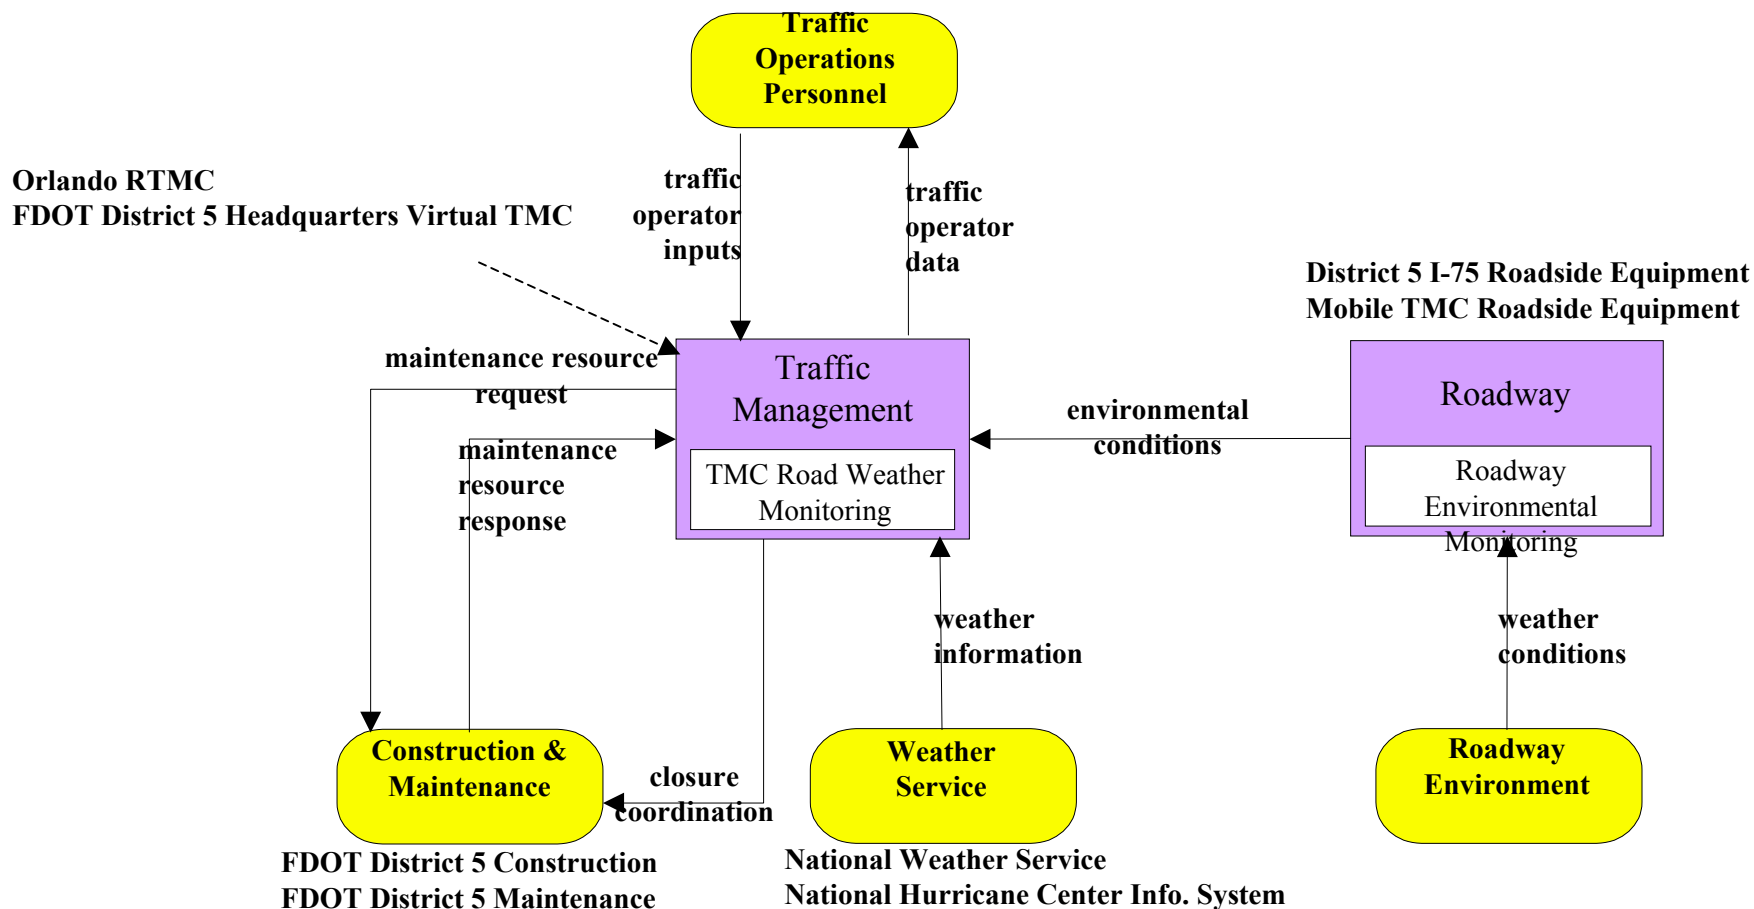 Traffic
Operations
Personnel
Orlando RTMC
FDOT District 5 Headquarters Virtual TMC
traffic
operator
inputs
traffic
operator
data
District 5 I-75 Roadside Equipment
Mobile TMC Roadside Equipment
maintenance resource
request
Traffic
Management
TMC Road Weather
Monitoring
environmental
conditions
Roadway
Roadway
Environmental
Monitoring
maintenance
resource
response
weather
information
weather
conditions
Construction &
Maintenance
closure
coordination
Weather
Service
Roadway
Environment
FDOT District 5 Construction
FDOT District 5 Maintenance
National Weather Service
National Hurricane Center Info. System